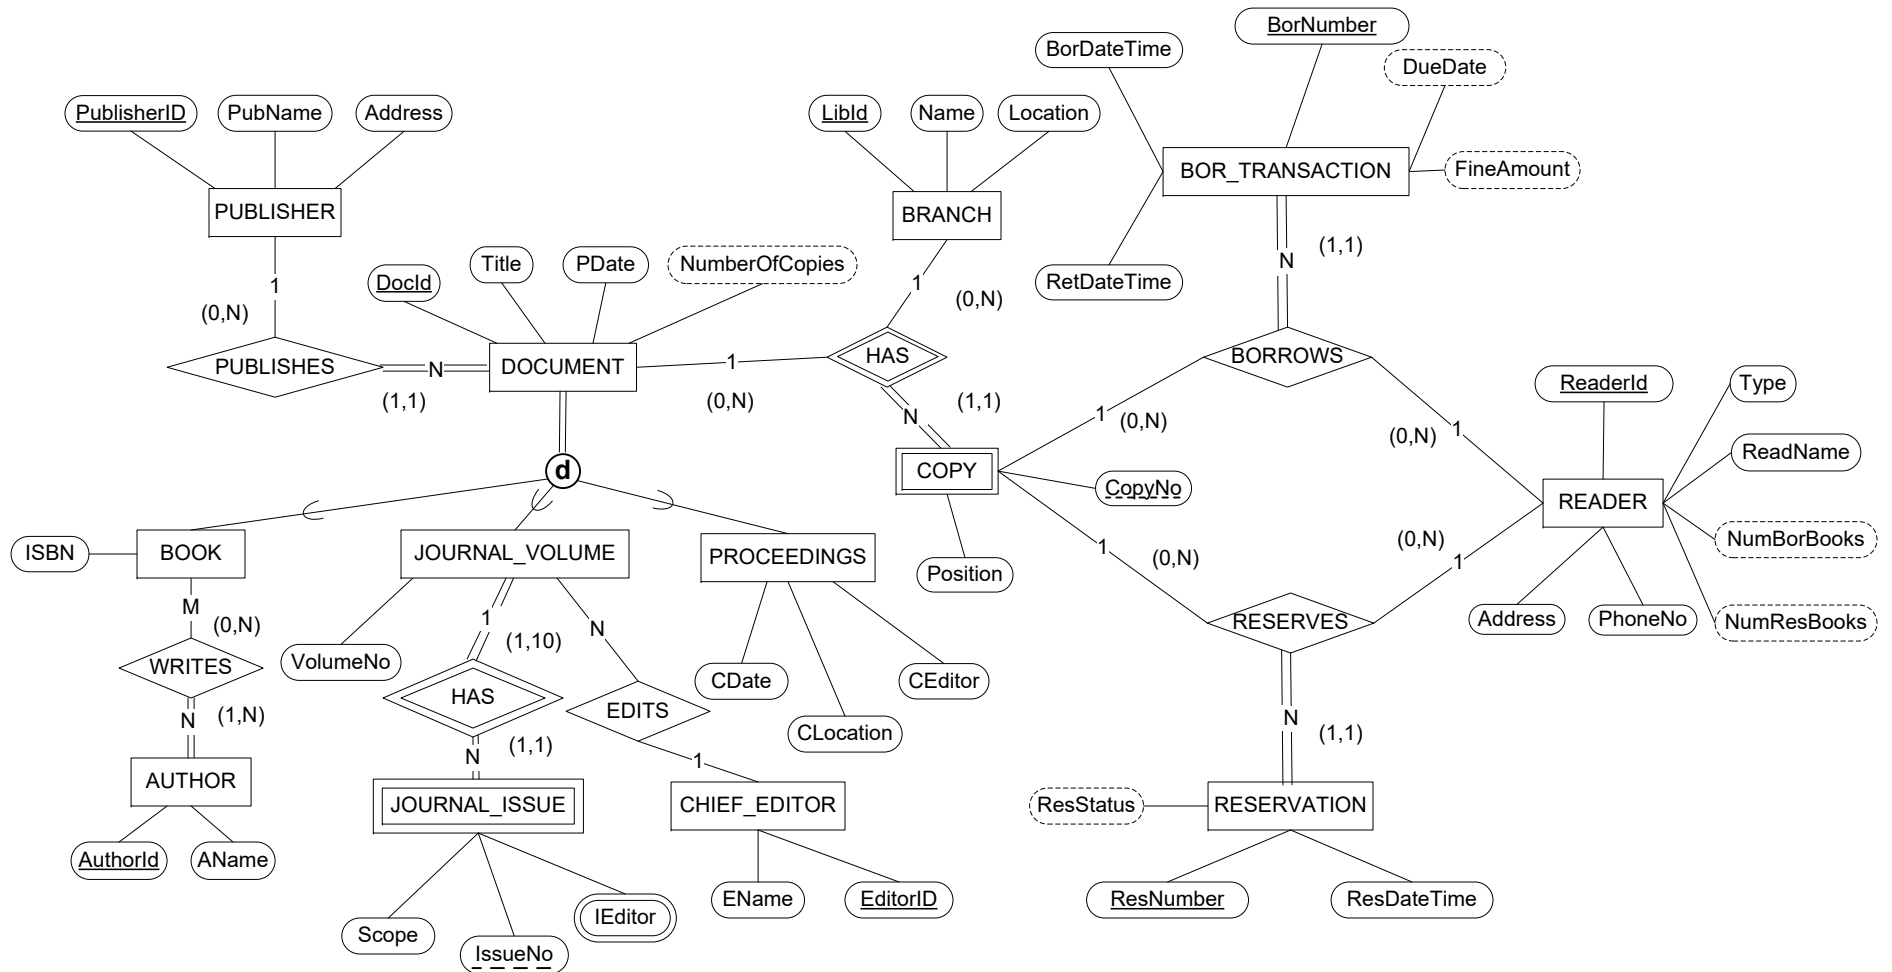 BorNumber
BorDateTime
DueDate
PublisherID
PubName
Address
LibId
Name
Location
BOR_TRANSACTION
FineAmount
PUBLISHER
BRANCH
(1,1)
N
Title
PDate
NumberOfCopies
DocId
RetDateTime
1
1
(0,N)
(0,N)
PUBLISHES
N
DOCUMENT
1
HAS
BORROWS
(1,1)
(0,N)
(1,1)
N
1
(0,N)
(0,N)
1
ReaderId
Type
ReadName
d
COPY
CopyNo
READER
NumBorBooks
ISBN
BOOK
JOURNAL_VOLUME
PROCEEDINGS
Position
1
(0,N)
(0,N)
1
Address
PhoneNo
NumResBooks
M
(0,N)
1
(1,10)
N
RESERVES
WRITES
VolumeNo
HAS
EDITS
CDate
CEditor
CLocation
N
(1,N)
N
(1,1)
1
N
(1,1)
AUTHOR
JOURNAL_ISSUE
CHIEF_EDITOR
ResStatus
RESERVATION
AuthorId
AName
EName
EditorID
ResNumber
ResDateTime
Scope
IssueNo
IEditor